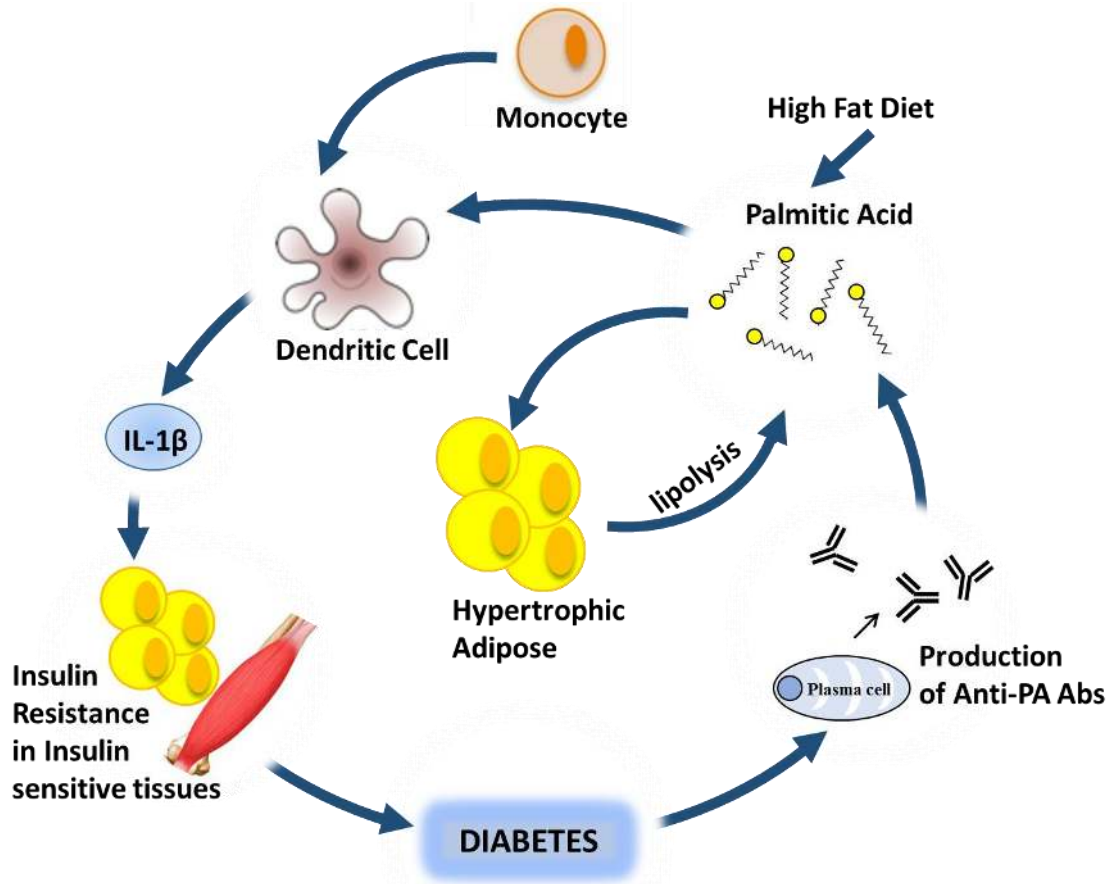 Monocyte
High Fat Diet
Palmitic Acid
Dendritic Cell
IL-1β
lipolysis
Hypertrophic
Adipose
Insulin
Resistance
in Insulin
sensitive tissues
Plasma cell
Production
of Anti-PA Abs
DIABETES